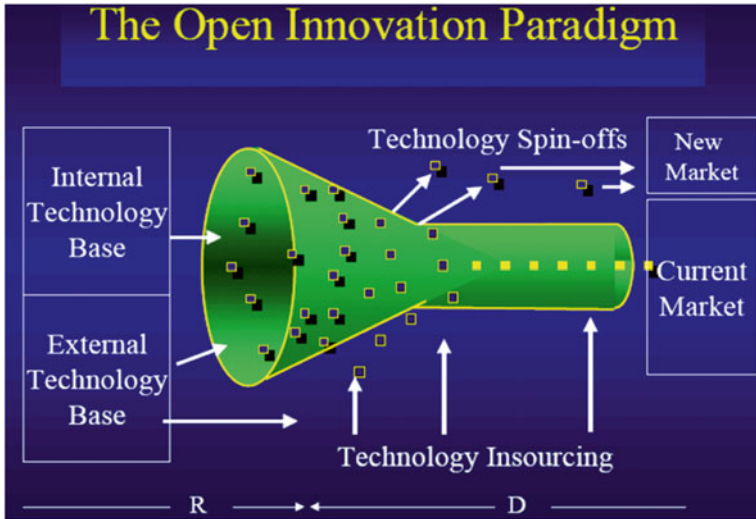 The Open Innovation Paradigm
Technology Spin-offs
New
Market
Internal
Technology
Base
Current
Market
External
Technology
Base
Technology Insourcing
R
D